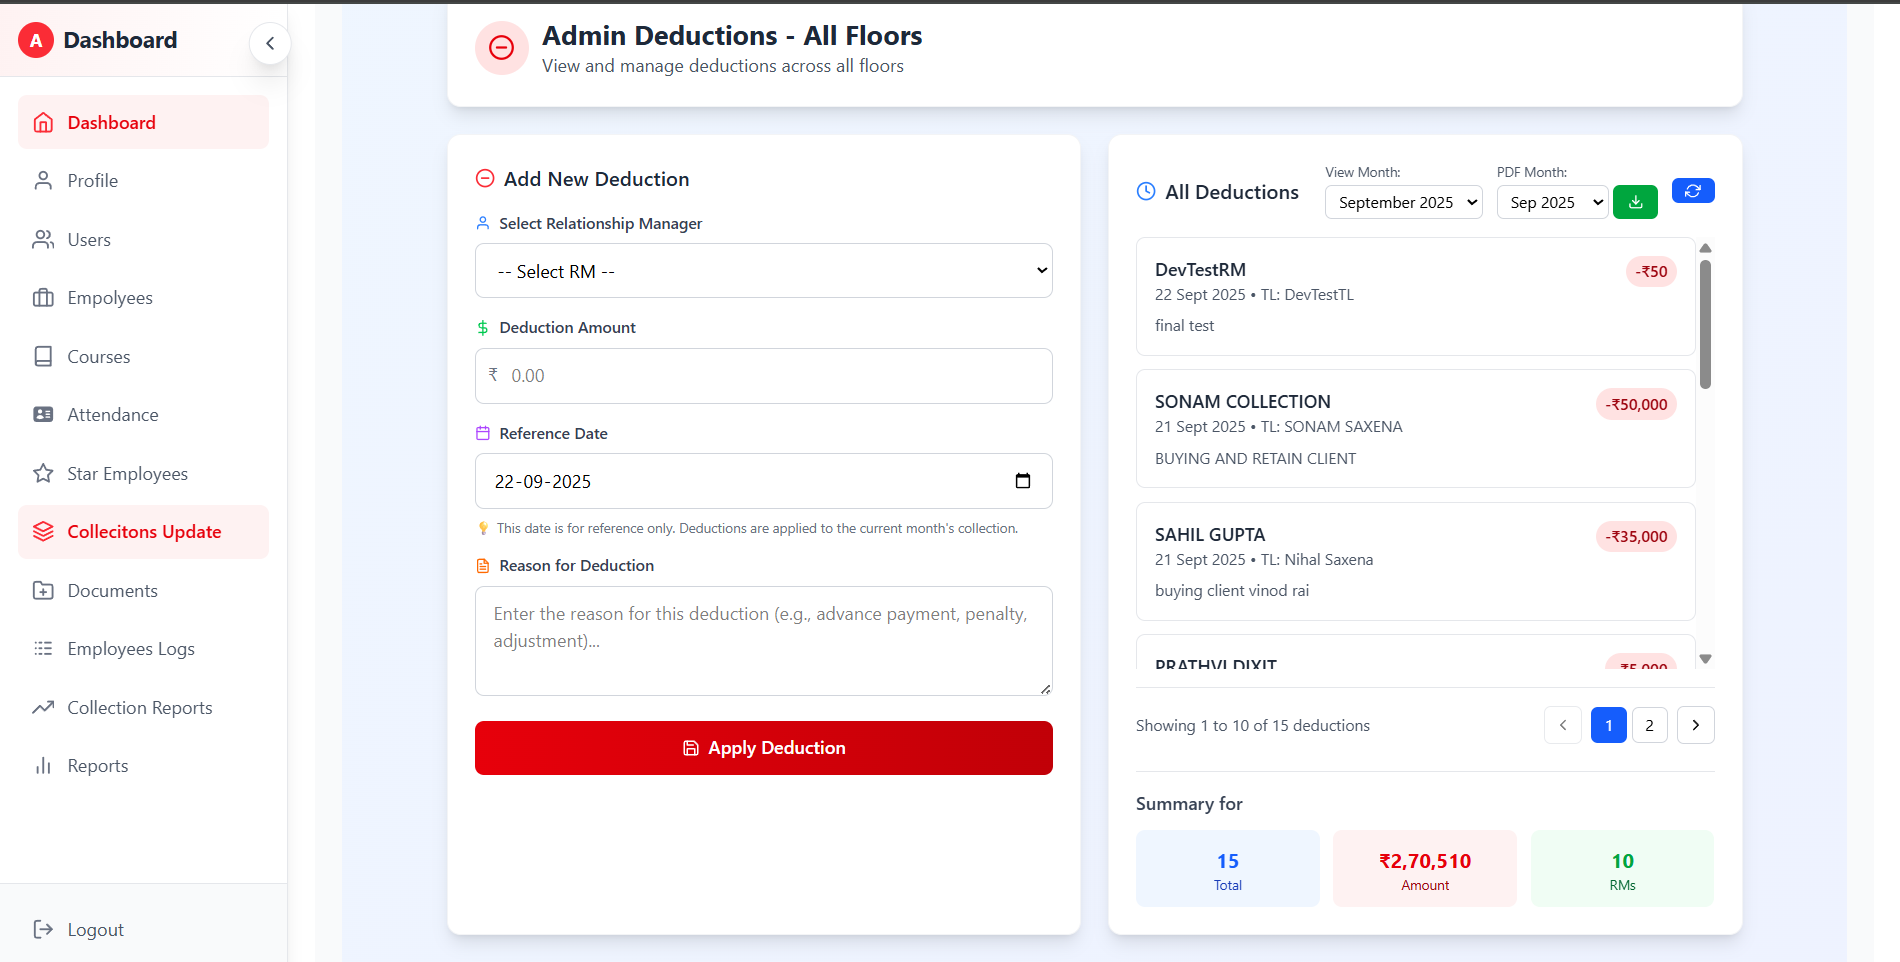 A Dashboard
Dashboard
Profile
Users
Empolyees
Courses
Attendance
Star Employees
Collecitons Update
Documents
Employees Logs
Collection Reports
Reports
Logout
Admin Deductions - All Floors
View and manage deductions across all floors
Add New Deduction
Select Relationship Manager
-- Select RM --
$ Deduction Amount
₹ 0.00
Reference Date
22-09-2025
This date is for reference only. Deductions are applied to the current month's collection.
Reason for Deduction
Enter the reason for this deduction (e.g., advance payment, penalty,
adjustment)...
Apply Deduction
All Deductions
View Month:
September 2025
PDF Month:
Sep 2025
DevTestRM
-₹50
22 Sept 2025 • TL: DevTestTL
final test
SONAM COLLECTION
-₹50,000
21 Sept 2025 • TL: SONAM SAXENA
BUYING AND RETAIN CLIENT
SAHIL GUPTA
-₹35,000
21 Sept 2025 • TL: Nihal Saxena
buying client vinod rai
PRATHVI DIXIT
-₹5,000
Showing 1 to 10 of 15 deductions
1 2
Summary for
15
Total
₹2,70,510
Amount
10
RMs